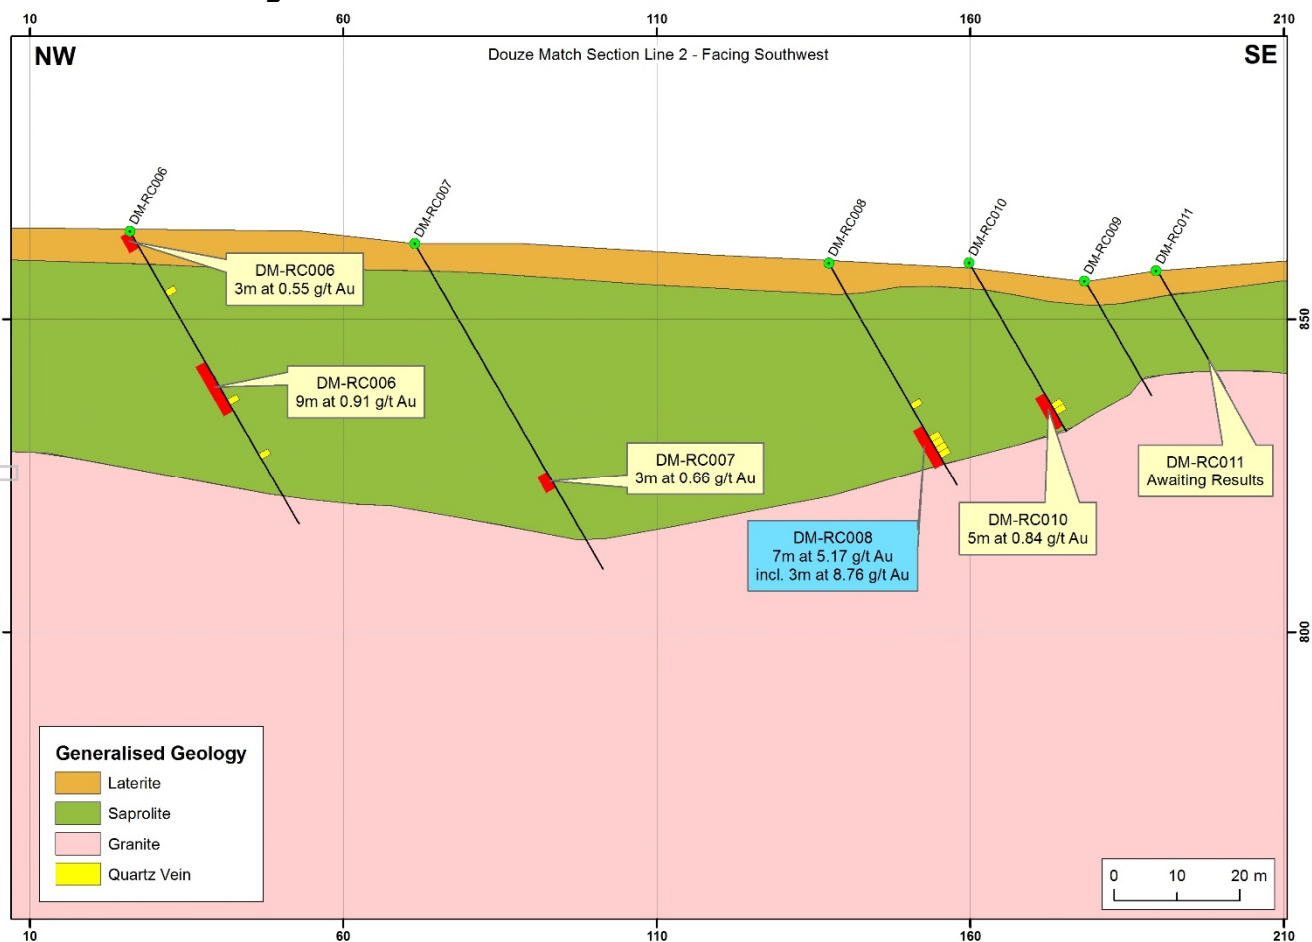 10 60 110 160 210
NW
Douze Match Section Line 2 - Facing Southwest
SE
DM-RC006
DM-RC007
DM-RC008
DM-RC010
DM-RC009
DM-RC011
DM-RC006
3m at 0.55 g/t Au
850
DM-RC006
9m at 0.91 g/t Au
DM-RC007
3m at 0.66 g/t Au
DM-RC011
Awaiting Results
DM-RC010
5m at 0.84 g/t Au
DM-RC008
7m at 5.17 g/t Au
incl. 3m at 8.76 g/t Au
800
Generalised Geology
Laterite
Saprolite
Granite
Quartz Vein
0 10 20 m
10 60 110 160 210